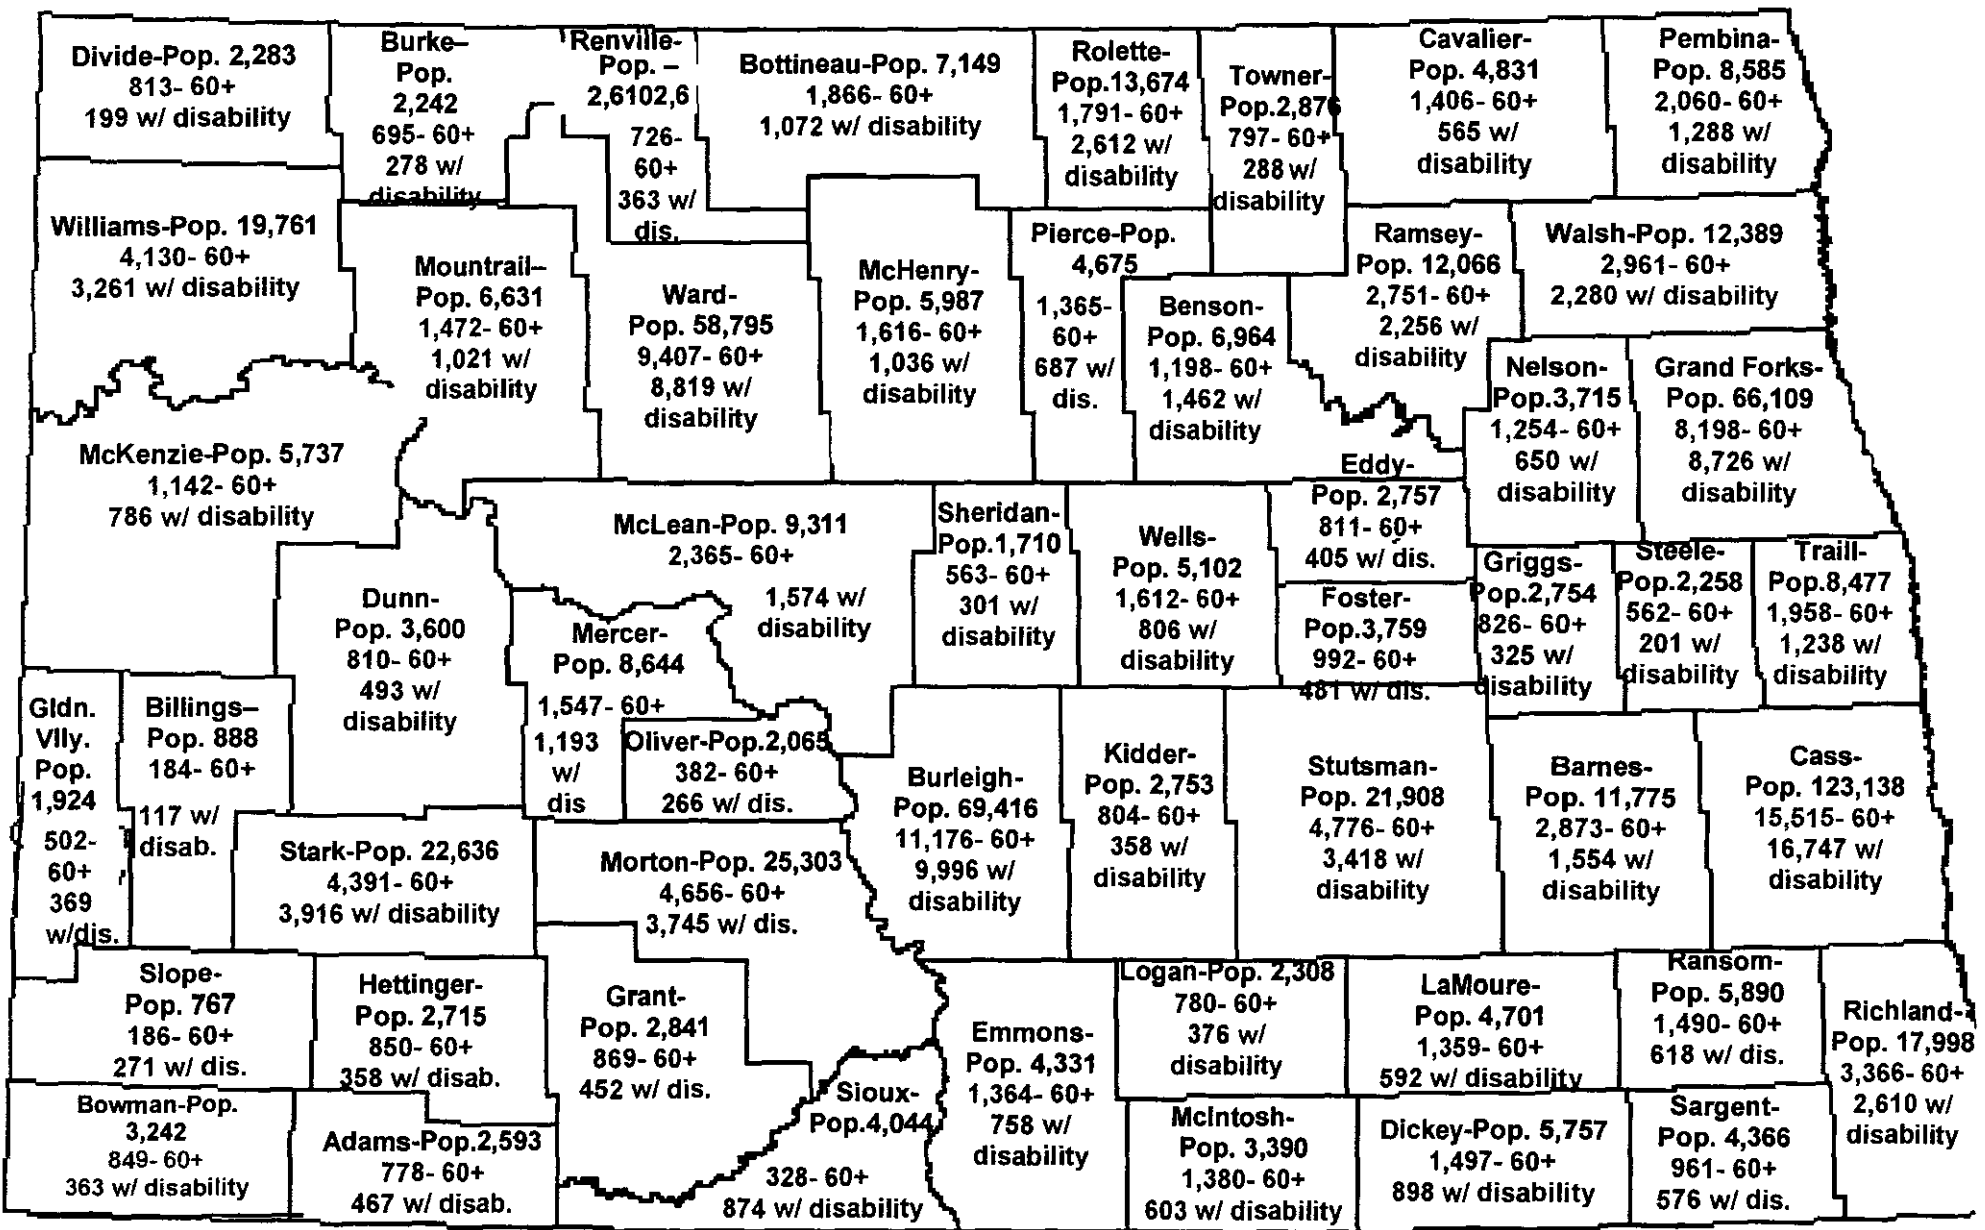 Divide-Pop. 2,283
813- 60+
199 w/ disability
Burke–
Pop.
2,242
695- 60+
278 w/
disability
Renville-
Pop. –
2,6102,6
726-
60+
363 w/
dis.
Bottineau-Pop. 7,149
1,866- 60+
1,072 w/ disability
Rolette-
Pop.13,674
1,791- 60+
2,612 w/
disability
Towner-
Pop.2,876
797- 60+
288 w/
disability
Cavalier-
Pop. 4,831
1,406- 60+
565 w/
disability
Pembina-
Pop. 8,585
2,060- 60+
1,288 w/
disability
Williams-Pop. 19,761
4,130- 60+
3,261 w/ disability
Mountrail–
Pop. 6,631
1,472- 60+
1,021 w/
disability
Ward-
Pop. 58,795
9,407- 60+
8,819 w/
disability
McHenry-
Pop. 5,987
1,616- 60+
1,036 w/
disability
Pierce-Pop.
4,675
1,365-
60+
687 w/
dis.
Benson-
Pop. 6,964
1,198- 60+
1,462 w/
disability
Ramsey-
Pop. 12,066
2,751- 60+
2,256 w/
disability
Walsh-Pop. 12,389
2,961- 60+
2,280 w/ disability
Nelson-
Pop.3,715
1,254- 60+
650 w/
disability
Grand Forks-
Pop. 66,109
8,198- 60+
8,726 w/
disability
McKenzie-Pop. 5,737
1,142- 60+
786 w/ disability
McLean-Pop. 9,311
2,365- 60+
1,574 w/
disability
Sheridan-
Pop.1,710
563- 60+
301 w/
disability
Wells-
Pop. 5,102
1,612- 60+
806 w/
disability
Eddy-
Pop. 2,757
811- 60+
405 w/ dis.
Foster-
Pop.3,759
992- 60+
481 w/ dis.
Griggs-
Pop.2,754
826- 60+
325 w/
disability
Steele-
Pop.2,258
562- 60+
201 w/
disability
Traill-
Pop.8,477
1,958- 60+
1,238 w/
disability
Dunn-
Pop. 3,600
810- 60+
493 w/
disability
Mercer-
Pop. 8,644
1,547- 60+
1,193
w/
dis
Oliver-Pop.2,065
382- 60+
266 w/ dis.
Gldn.
Vlly.
Pop.
1,924
502-
60+
369
w/dis.
Billings–
Pop. 888
184- 60+
117 w/
disab.
Stark-Pop. 22,636
4,391- 60+
3,916 w/ disability
Morton-Pop. 25,303
4,656- 60+
3,745 w/ dis.
Burleigh-
Pop. 69,416
11,176- 60+
9,996 w/
disability
Kidder-
Pop. 2,753
804- 60+
358 w/
disability
Stutsman-
Pop. 21,908
4,776- 60+
3,418 w/
disability
Barnes-
Pop. 11,775
2,873- 60+
1,554 w/
disability
Cass-
Pop. 123,138
15,515- 60+
16,747 w/
disability
Slope-
Pop. 767
186- 60+
271 w/ dis.
Hettinger-
Pop. 2,715
850- 60+
358 w/ disab.
Grant-
Pop. 2,841
869- 60+
452 w/ dis.
Sioux-
Pop.4,044
328- 60+
874 w/ disability
Emmons-
Pop. 4,331
1,364- 60+
758 w/
disability
Logan-Pop. 2,308
780- 60+
376 w/
disability
LaMoure-
Pop. 4,701
1,359- 60+
592 w/ disability
Ransom-
Pop. 5,890
1,490- 60+
618 w/ dis.
Richland-
Pop. 17,998
3,366- 60+
2,610 w/
disability
Bowman-Pop.
3,242
849- 60+
363 w/ disability
Adams-Pop.2,593
778- 60+
467 w/ disab.
McIntosh-
Pop. 3,390
1,380- 60+
603 w/ disability
Dickey-Pop. 5,757
1,497- 60+
898 w/ disability
Sargent-
Pop. 4,366
961- 60+
576 w/ dis.